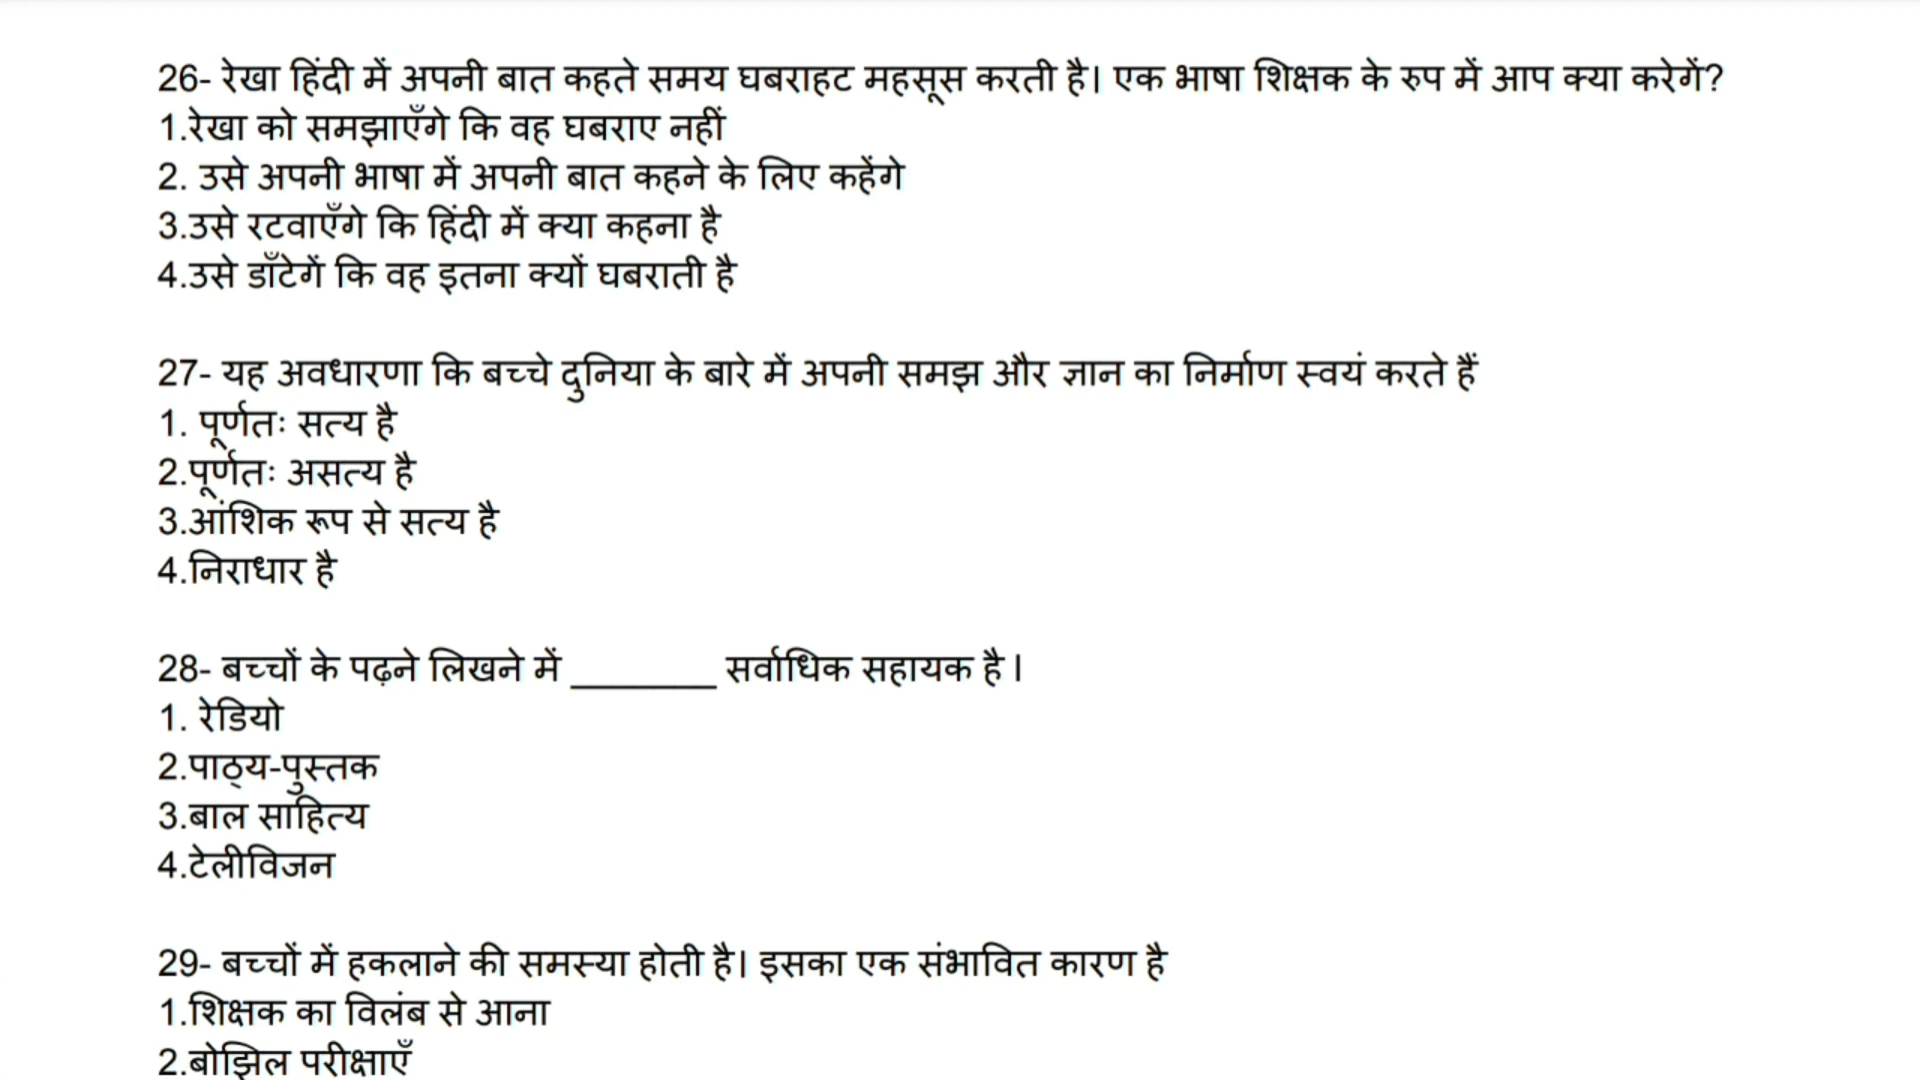 26- रेखा हिंदी में अपनी बात कहते समय घबराहट महसूस करती है। एक भाषा शिक्षक के रुप में आप क्या करेगें?
1.रेखा को समझाएँगे कि वह घबराए नहीं
2. उसे अपनी भाषा में अपनी बात कहने के लिए कहेंगे
3.उसे रटवाएँगे कि हिंदी में क्या कहना है
4.उसे डाँटेगें कि वह इतना क्यों घबराती है
27- यह अवधारणा कि बच्चे दुनिया के बारे में अपनी समझ और ज्ञान का निर्माण स्वयं करते हैं
1. पूर्णतः सत्य है
2.पूर्णतः असत्य है
3.आंशिक रूप से सत्य है
4.निराधार है
28- बच्चों के पढ़ने लिखने में _______ सर्वाधिक सहायक है।
1. रेडियो
2.पाठ्य-पुस्तक
3.बाल साहित्य
4.टेलीविजन
29- बच्चों में हकलाने की समस्या होती है। इसका एक संभावित कारण है
1.शिक्षक का विलंब से आना
2.बोझिल परीक्षाएँ